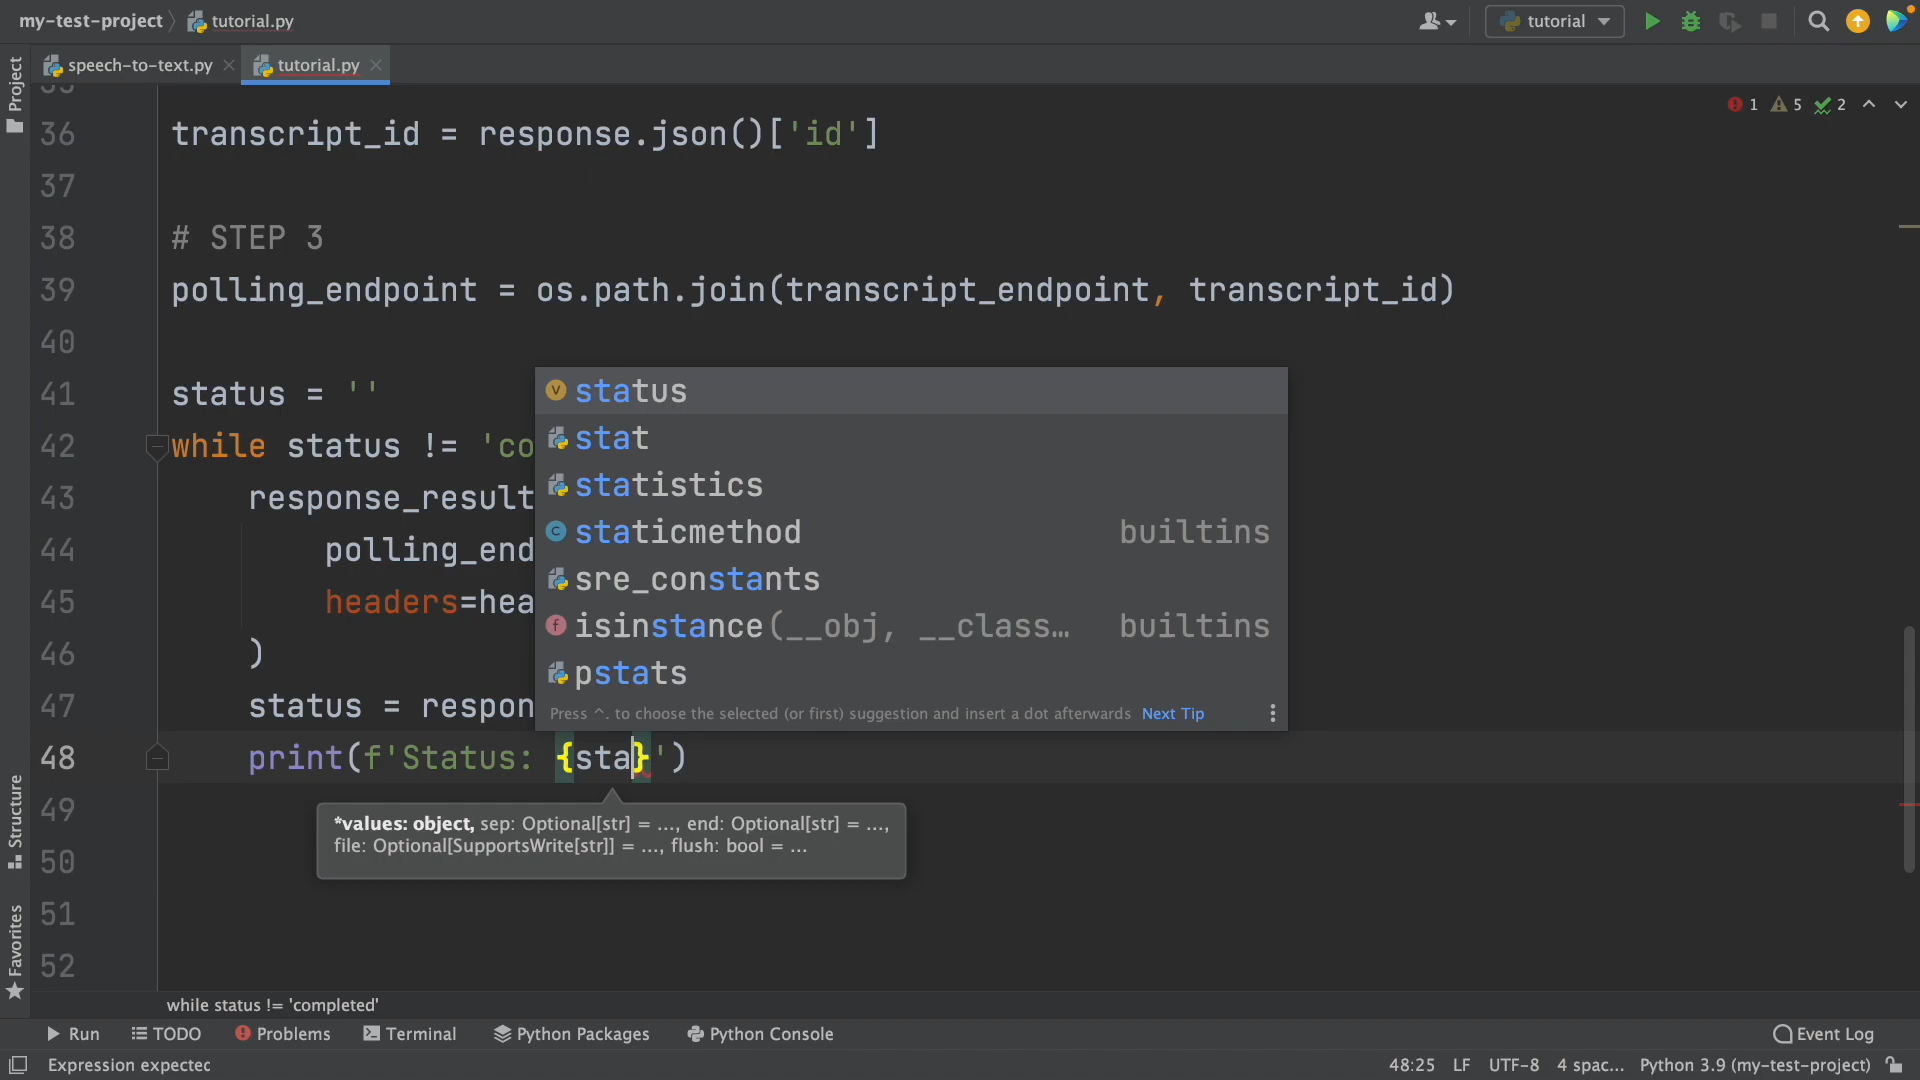 my-test-project tutorial.py tutorial
speech-to-text.py tutorial.py
Project
1 5 2
36 transcript_id = response.json()['id']
37
38 # STEP 3
39 polling_endpoint = os.path.join(transcript_endpoint, transcript_id)
40
41 status = ''
42 while status != 'co
43 response_result
44 polling_end
45 headers=hea
46 )
47 status = respon
48 print(f'Status: {sta}')
49
50
51
52
status
stat
statistics
staticmethod builtins
sre_constants
isinstance(__obj, __class… builtins
pstats
Press ^. to choose the selected (or first) suggestion and insert a dot afterwards Next Tip
*values: object, sep: Optional[str] = ..., end: Optional[str] = ...,
file: Optional[SupportsWrite[str]] = ..., flush: bool = ...
Structure
Favorites
while status != 'completed'
Run TODO Problems Terminal Python Packages Python Console Event Log
Expression expected 48:25 LF UTF-8 4 spac... Python 3.9 (my-test-project)